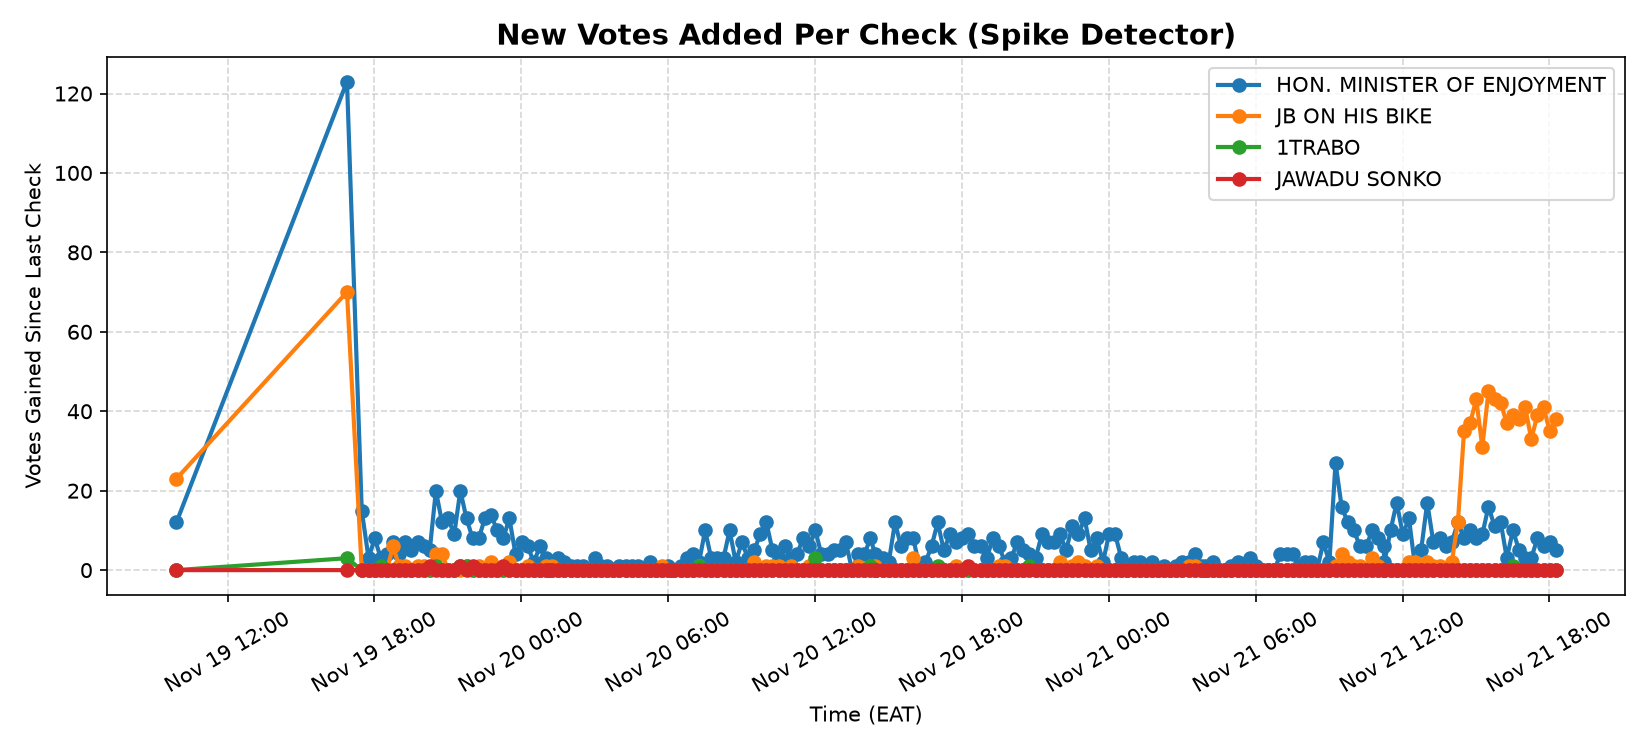 New Votes Added Per Check (Spike Detector)
HON. MINISTER OF ENJOYMENT
JB ON HIS BIKE
1TRABO
JAWADU SONKO
Votes Gained Since Last Check
120
100
80
60
40
20
0
Nov 19 12:00
Nov 19 18:00
Nov 20 00:00
Nov 20 06:00
Nov 20 12:00
Nov 20 18:00
Nov 21 00:00
Nov 21 06:00
Nov 21 12:00
Nov 21 18:00
Time (EAT)